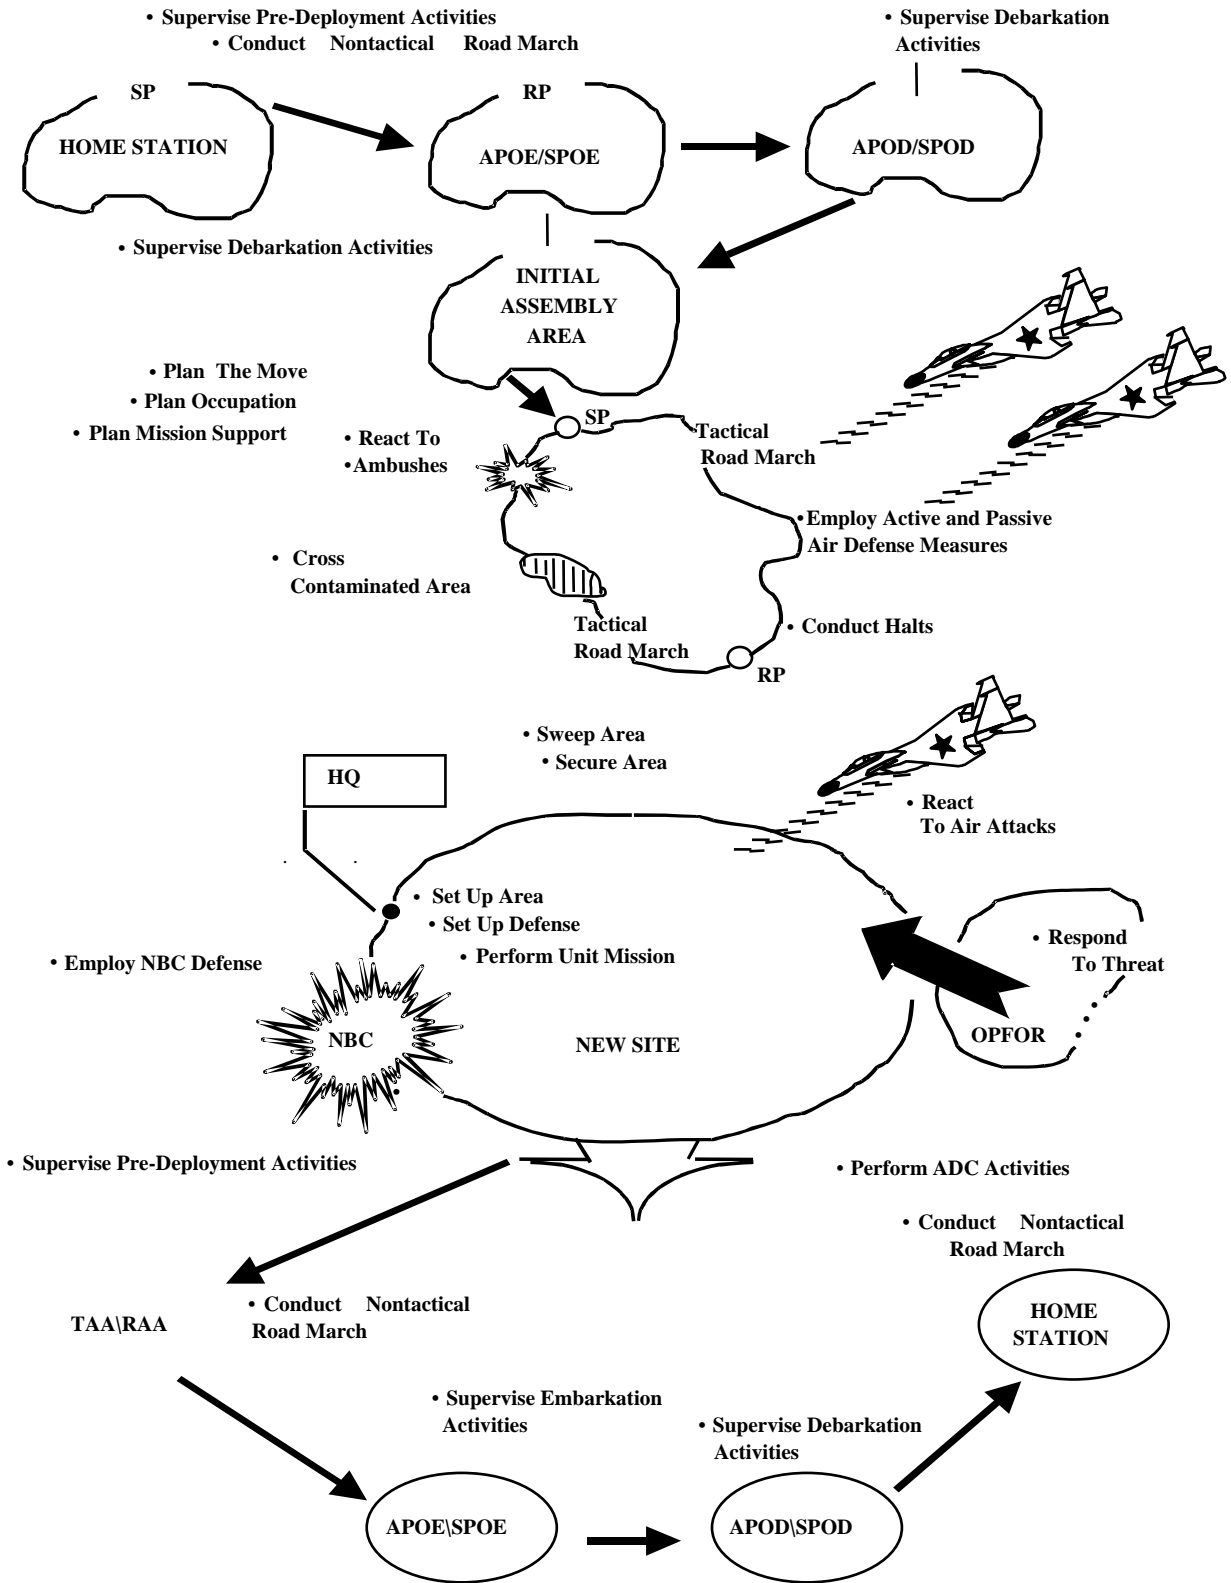 • Supervise Pre-Deployment Activities
• Conduct Nontactical Road March
• Supervise Debarkation
Activities
SP
HOME STATION
RP
APOE/SPOE
APOD/SPOD
• Supervise Debarkation Activities
INITIAL
ASSEMBLY
AREA
• Plan The Move
• Plan Occupation
• Plan Mission Support
• React To
• Ambushes
SP
Tactical
Road March
• Employ Active and Passive
Air Defense Measures
• Cross
Contaminated Area
Tactical
Road March
• Conduct Halts
RP
• Sweep Area
• Secure Area
HQ
• React
To Air Attacks
• Set Up Area
• Set Up Defense
• Perform Unit Mission
• Employ NBC Defense
• Respond
To Threat
NBC
NEW SITE
OPFOR
• Supervise Pre-Deployment Activities
• Perform ADC Activities
• Conduct Nontactical
Road March
TAA\RAA
• Conduct Nontactical
Road March
HOME
STATION
• Supervise Embarkation
Activities
• Supervise Debarkation
Activities
APOE\SPOE
APOD\SPOD